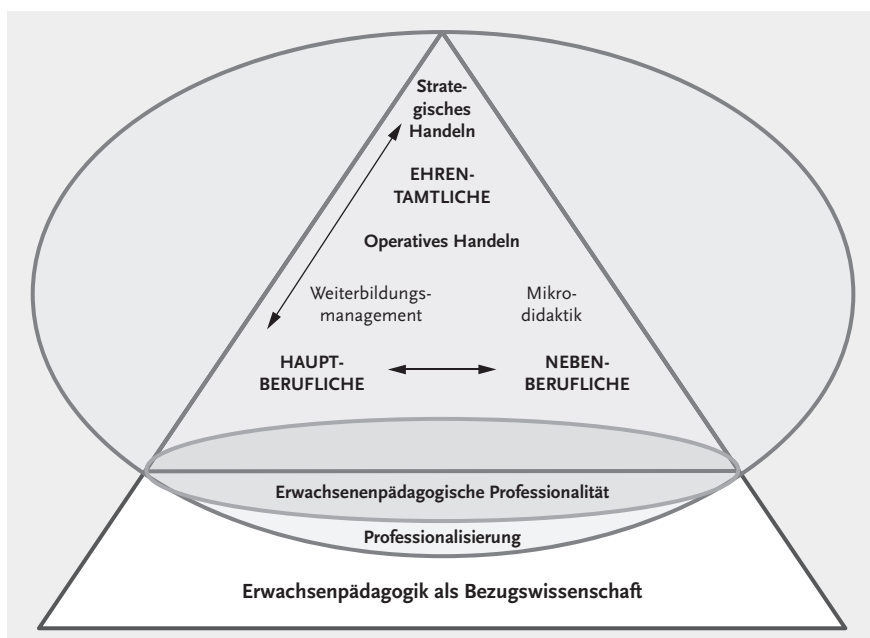 Strate-
gisches
Handeln
EHREN-
TAMTLICHE
Operatives Handeln
Weiterbildungs-
management
Mikro-
didaktik
HAUPT-
BERUFLICHE
NEBEN-
BERUFLICHE
Erwachsenenpädagogische Professionalität
Professionalisierung
Erwachsenpädagogik als Bezugswissenschaft